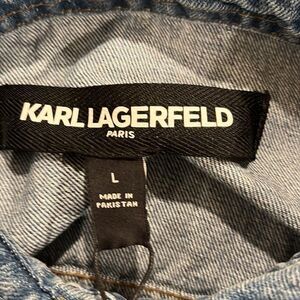 KARL LAGERFELD
PARIS
L
MADE IN
PAKISTAN